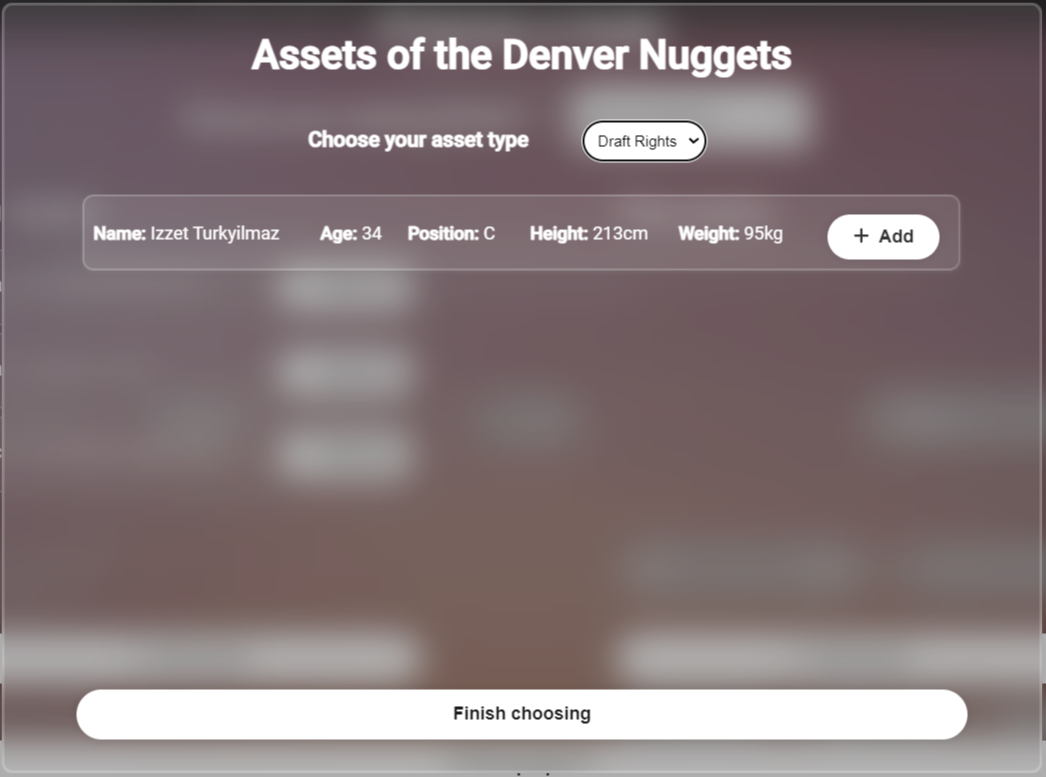 Assets of the Denver Nuggets
Choose your asset type
Draft Rights
Name: Izzet Turkyilmaz Age: 34 Position: C Height: 213cm Weight: 95kg + Add
Finish choosing